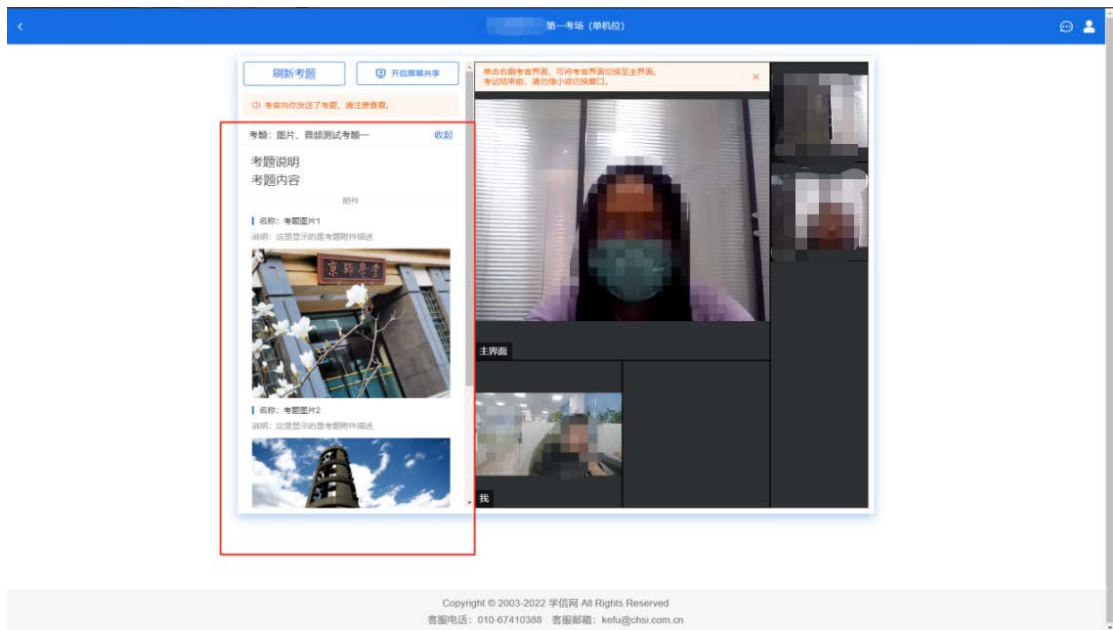 第一考场（单机位）
刷新考题
开启屏幕共享
考官向你发送了考题，请注意查看。
考题：图片、音频测试考题一
收起
考题说明
考题内容
附件
名称：考题图片1
说明：这里显示的是考题附件描述
京師學堂
名称：考题图片2
说明：这里显示的是考题附件描述
单击右侧考官界面，可将考官界面切换至主界面。
考试结束前，请勿缩小或切换窗口。
主界面
我
Copyright © 2003-2022 学信网 All Rights Reserved
客服电话：010-67410388 客服邮箱：kefu@chsi.com.cn